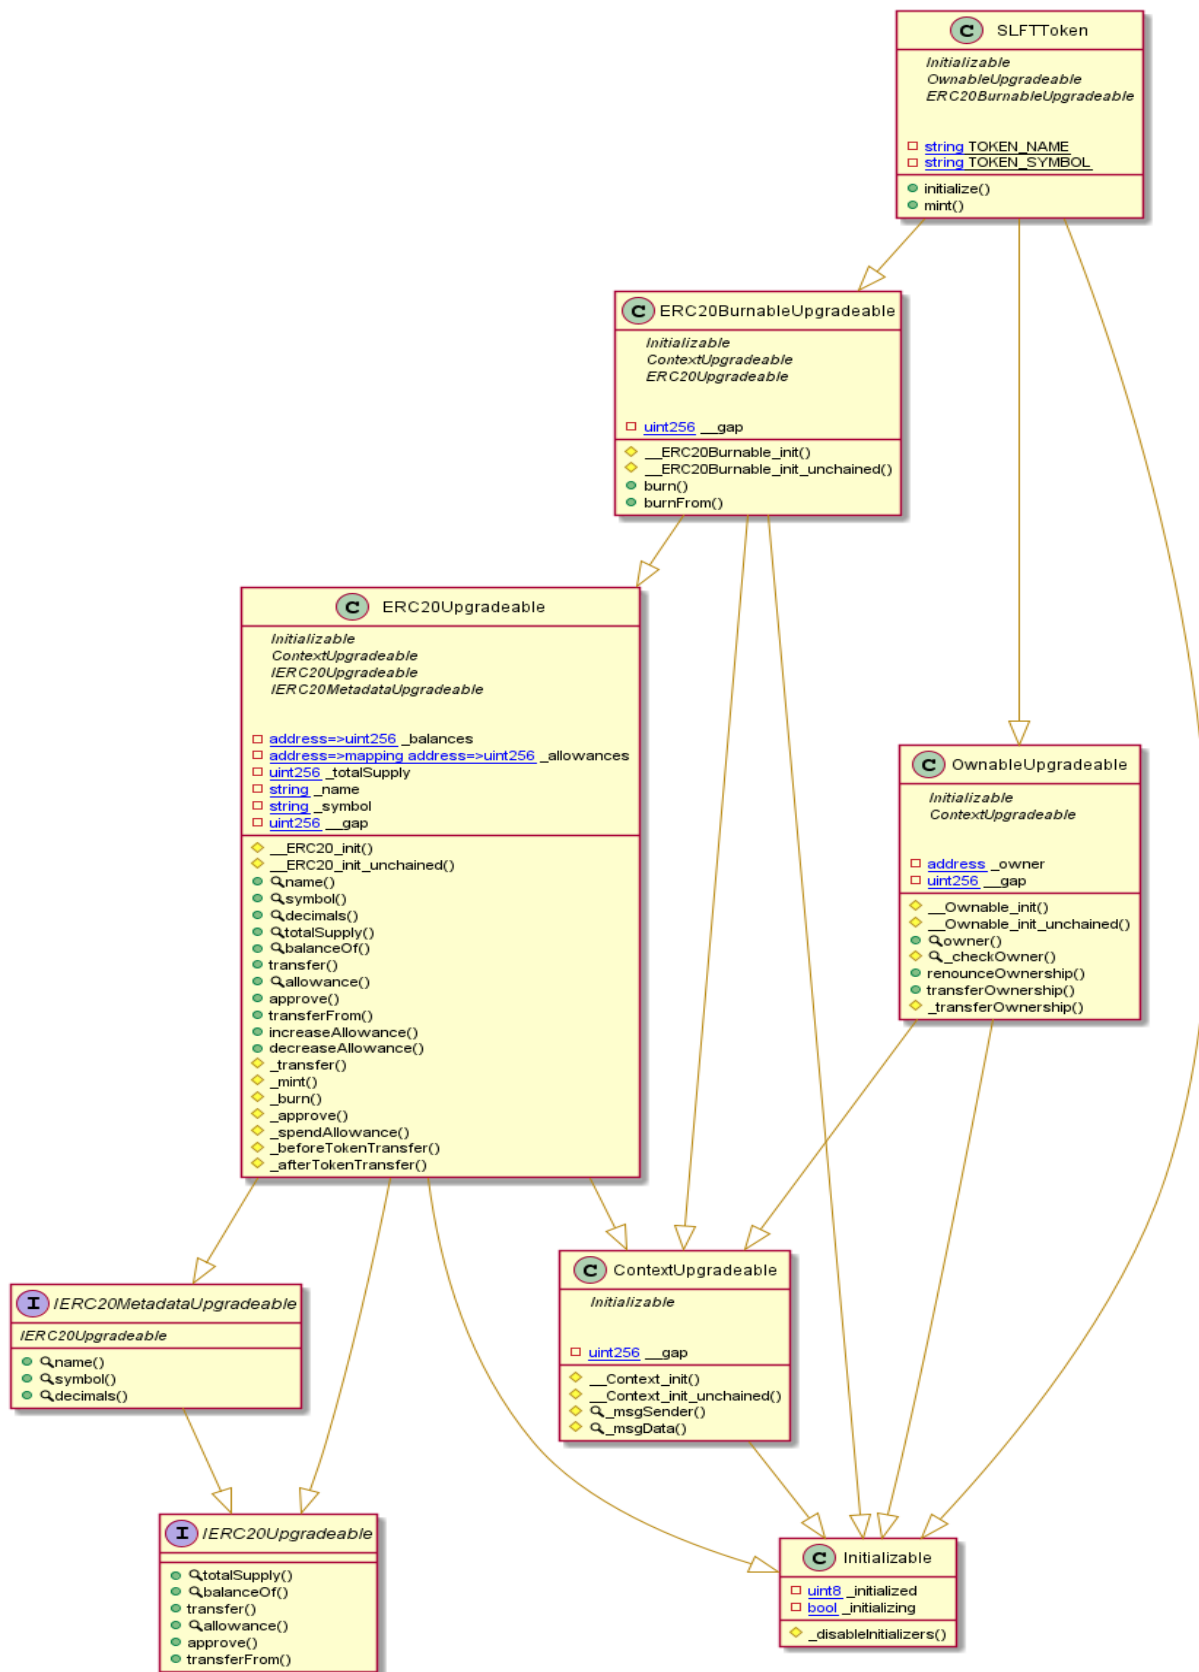 C SLFTToken
Initializable
OwnableUpgradeable
ERC20BurnableUpgradeable
string TOKEN_NAME
string TOKEN_SYMBOL
initialize()
mint()
C ERC20BurnableUpgradeable
Initializable
ContextUpgradeable
ERC20Upgradeable
uint256 __gap
__ERC20Burnable_init()
__ERC20Burnable_init_unchained()
burn()
burnFrom()
C ERC20Upgradeable
Initializable
ContextUpgradeable
IERC20Upgradeable
IERC20MetadataUpgradeable
address=>uint256 _balances
address=>mapping address=>uint256 _allowances
uint256 _totalSupply
string _name
string _symbol
uint256 __gap
__ERC20_init()
__ERC20_init_unchained()
name()
symbol()
decimals()
totalSupply()
balanceOf()
transfer()
allowance()
approve()
transferFrom()
increaseAllowance()
decreaseAllowance()
_transfer()
_mint()
_burn()
_approve()
_spendAllowance()
_beforeTokenTransfer()
_afterTokenTransfer()
C OwnableUpgradeable
Initializable
ContextUpgradeable
address _owner
uint256 __gap
__Ownable_init()
__Ownable_init_unchained()
owner()
_checkOwner()
renounceOwnership()
transferOwnership()
_transferOwnership()
I IERC20MetadataUpgradeable
IERC20Upgradeable
name()
symbol()
decimals()
C ContextUpgradeable
Initializable
uint256 __gap
__Context_init()
__Context_init_unchained()
_msgSender()
_msgData()
I IERC20Upgradeable
totalSupply()
balanceOf()
transfer()
allowance()
approve()
transferFrom()
C Initializable
uint8 _initialized
bool _initializing
_disableInitializers()